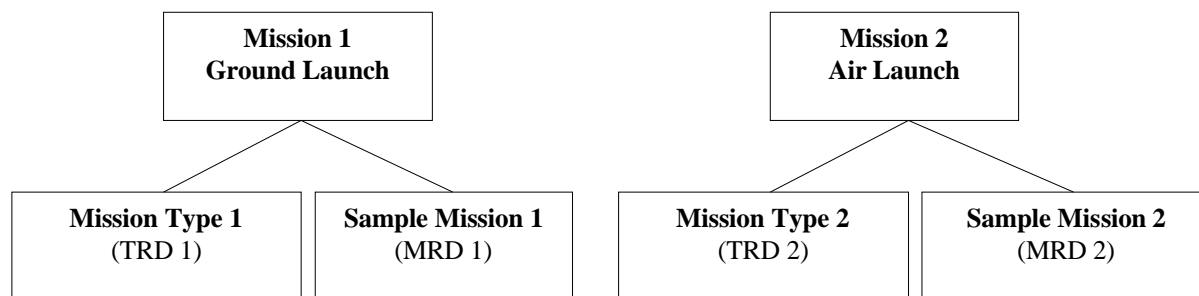 Mission 1
Ground Launch
Mission 2
Air Launch
Mission Type 1
(TRD 1)
Sample Mission 1
(MRD 1)
Mission Type 2
(TRD 2)
Sample Mission 2
(MRD 2)